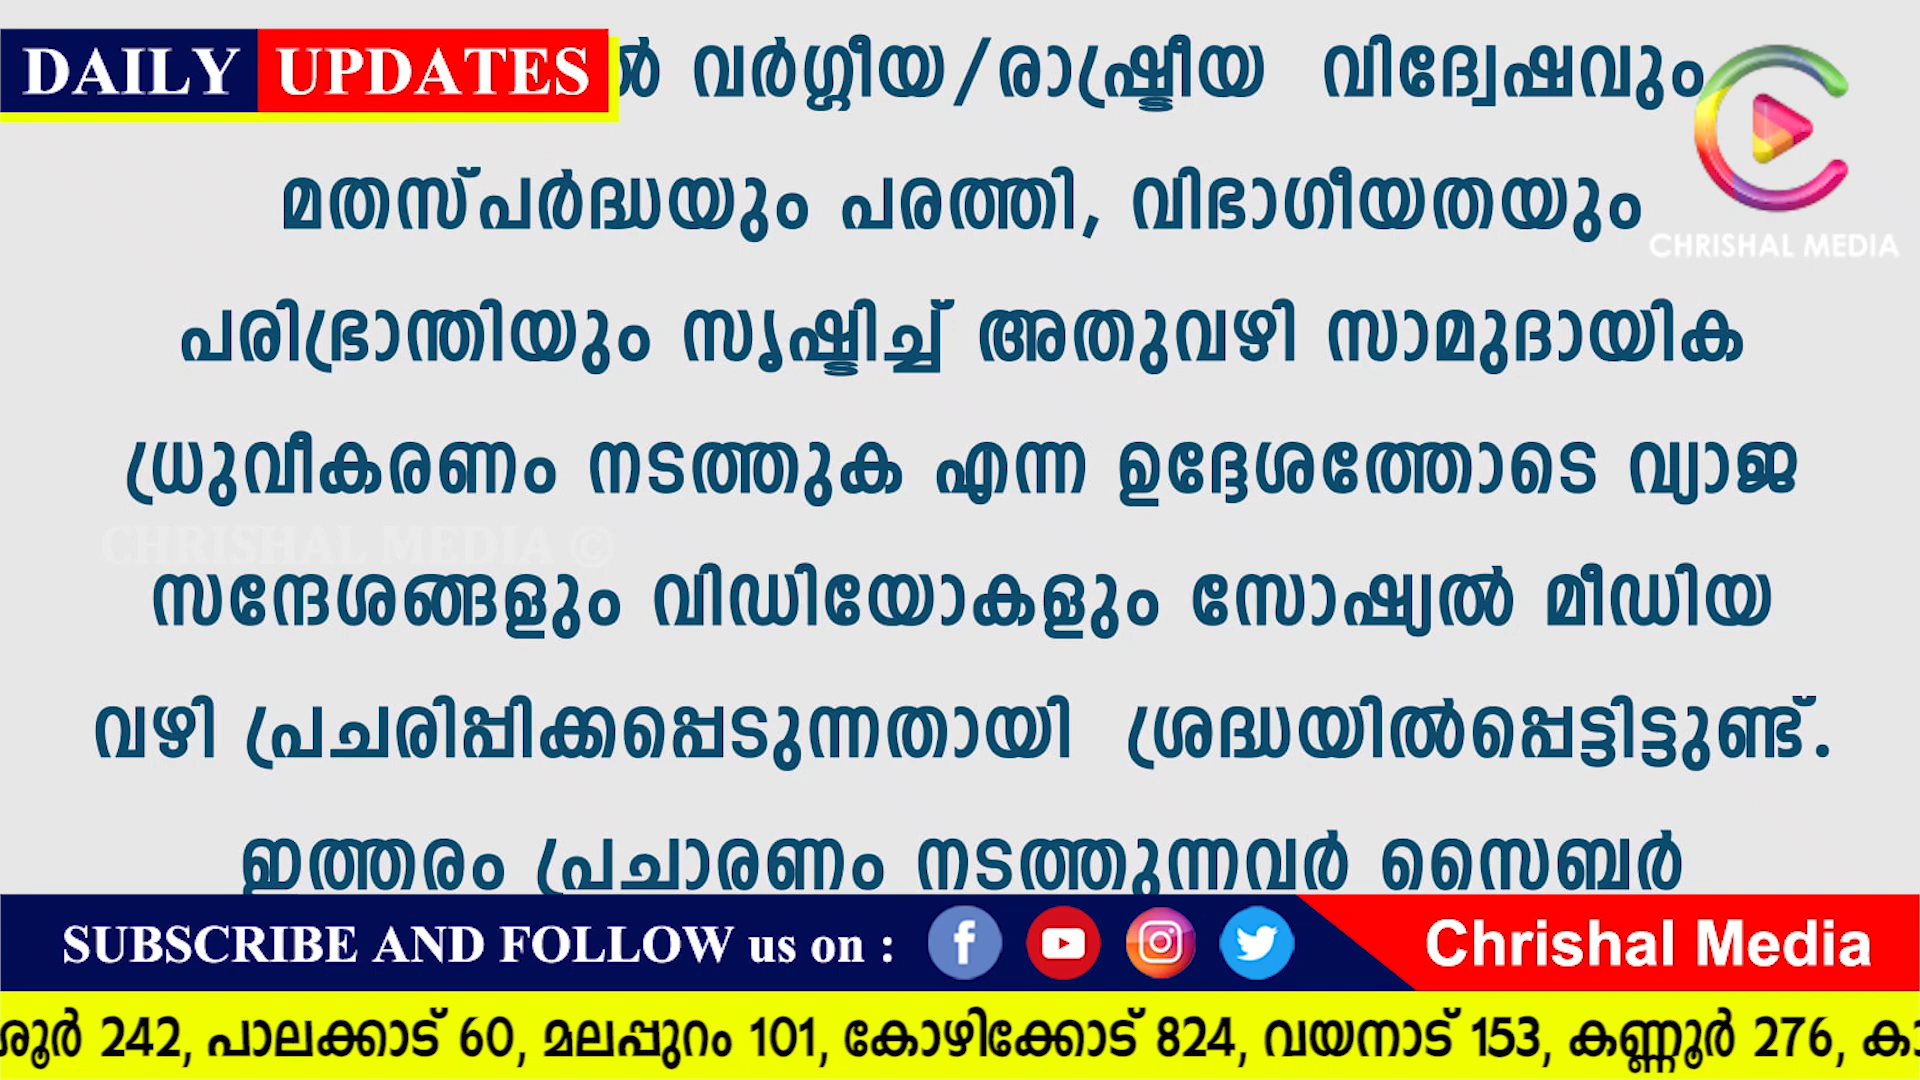 DAILY UPDATES
വർഗ്ഗീയ/രാഷ്ട്രീയ വിദ്വേഷവും
മതസ്പർദ്ധയും പരത്തി, വിഭാഗീയതയും
CHRISHAL MEDIA
പരിഭ്രാന്തിയും സൃഷ്ടിച്ച് അതുവഴി സാമുദായിക
ധ്രുവീകരണം നടത്തുക എന്ന ഉദ്ദേശത്തോടെ വ്യാജ
CHRISHAL MEDIA ©
സന്ദേശങ്ങളും വിഡിയോകളും സോഷ്യൽ മീഡിയ
വഴി പ്രചരിപ്പിക്കപ്പെടുന്നതായി ശ്രദ്ധയിൽപ്പെട്ടിട്ടുണ്ട്.
ഇത്തരം പ്രചാരണം നടത്തുന്നവർ സൈബർ
SUBSCRIBE AND FOLLOW us on :
Chrishal Media
242, പാലക്കാട് 60, മലപ്പുറം 101, കോഴിക്കോട് 824, വയനാട് 153, കണ്ണൂർ 276,